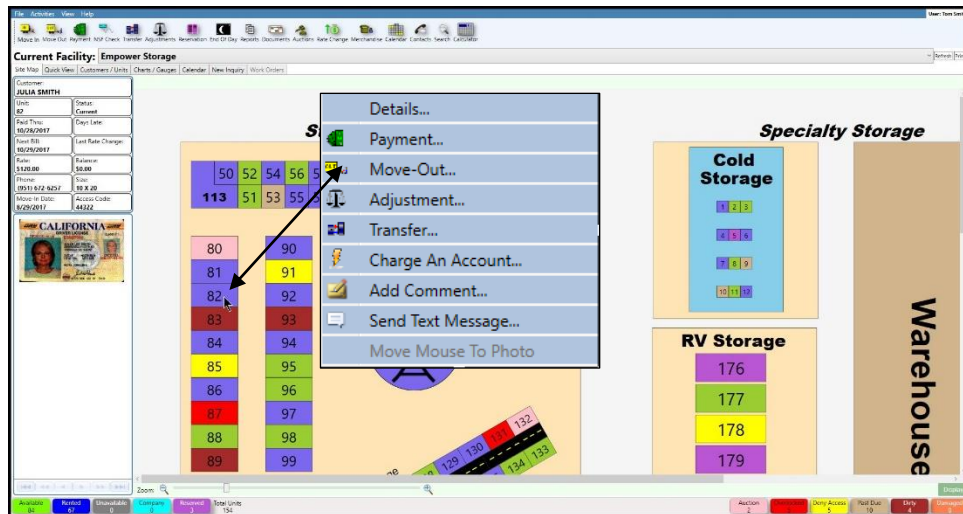 File Activities View Help
User: Tom Smi
Move In Move Out Payment NSF Check Transfer Adjustments Reservation End Of Day Reports Documents Auctions Rate Change Merchandise Calendar Contacts Search Calculator
Current Facility: Empower Storage
Refresh
Site Map Quick View Customers / Units Charts / Gauges Calendar New Inquiry Work Orders
Customer:
JULIA SMITH
Unit: Status:
82 Current
Paid Thru: Days Late:
10/28/2017
Next Bill: Last Rate Change:
10/29/2017
Rate: Balance:
$120.00 $0.00
Phone: Size:
(951) 672-6257 10 X 20
Move-In Date: Access Code:
8/29/2017 44322
CALIFORNIA
Details...
Payment...
Move-Out...
Adjustment...
Transfer...
Charge An Account...
Add Comment...
Send Text Message...
Move Mouse To Photo
50 52 54 56
113 51 53 55
80 90
81 91
82 92
83 93
84 94
85 95
86 96
87 97
88 98
89 99
129 130 131 132
134 133
Specialty Storage
Cold
Storage
1 2 3
4 5 6
7 8 9
10 11 12
RV Storage
176
177
178
179
Warehouse
Zoom:
Available Rented Unavailable Company Reserved Total Units
84 67 0 0 3 154
Auction Deny Access Past Due Dirty
2 5 10 4